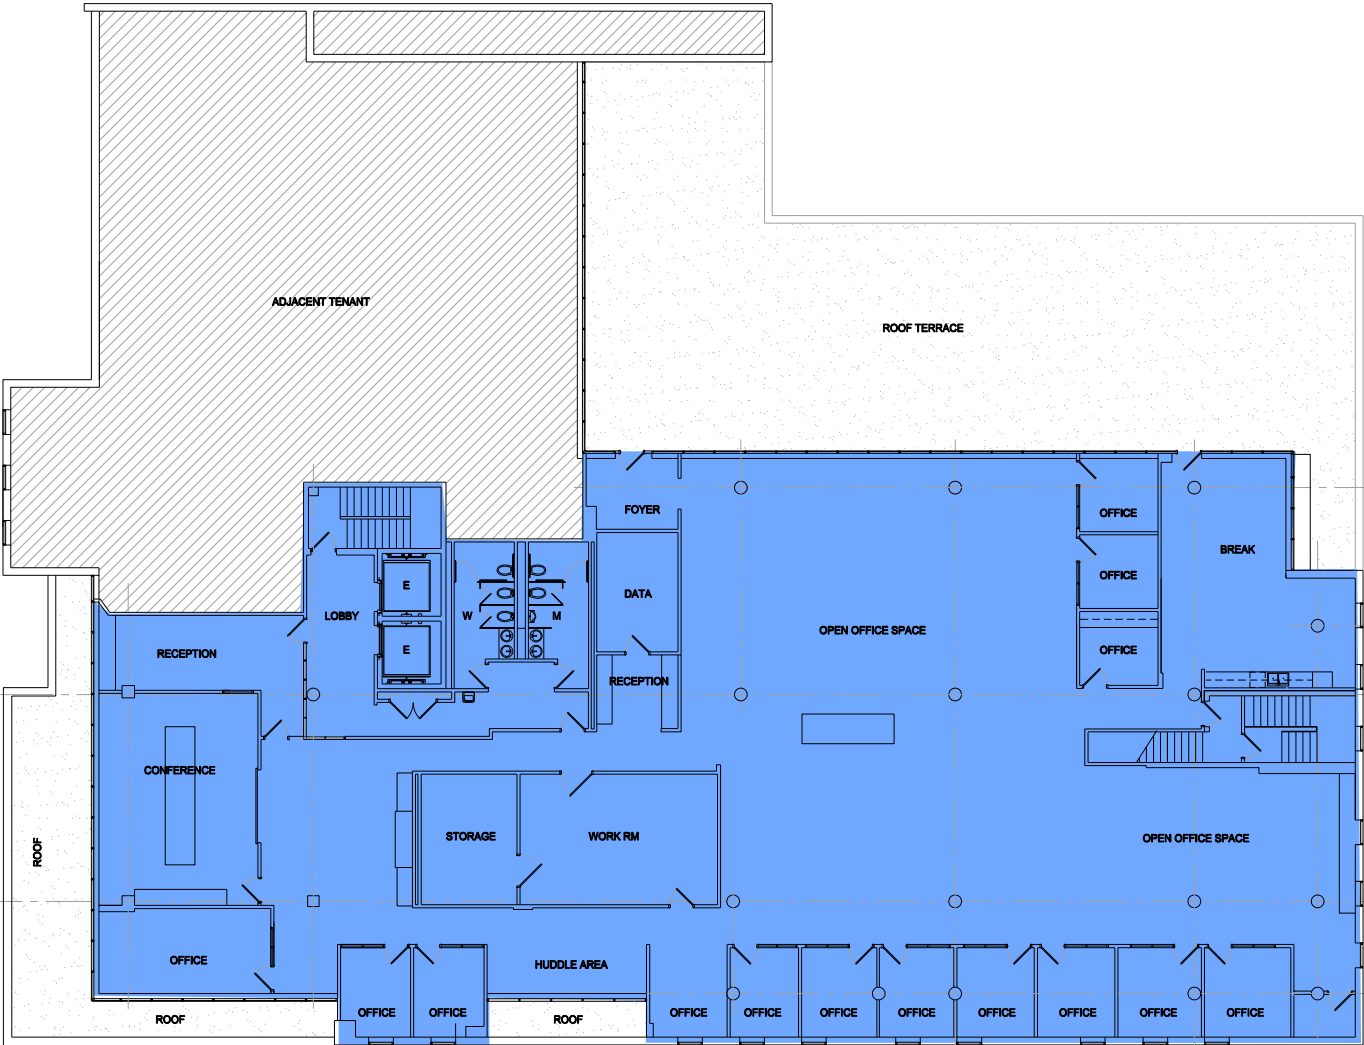 ADJACENT TENANT
ROOF TERRACE
FOYER
OFFICE
BREAK
OFFICE
E
DATA
LOBBY
W
M
OPEN OFFICE SPACE
RECEPTION
E
OFFICE
RECEPTION
CONFERENCE
STORAGE
WORK RM
OPEN OFFICE SPACE
ROOF
OFFICE
HUDDLE AREA
ROOF
OFFICE
OFFICE
ROOF
OFFICE
OFFICE
OFFICE
OFFICE
OFFICE
OFFICE
OFFICE
OFFICE